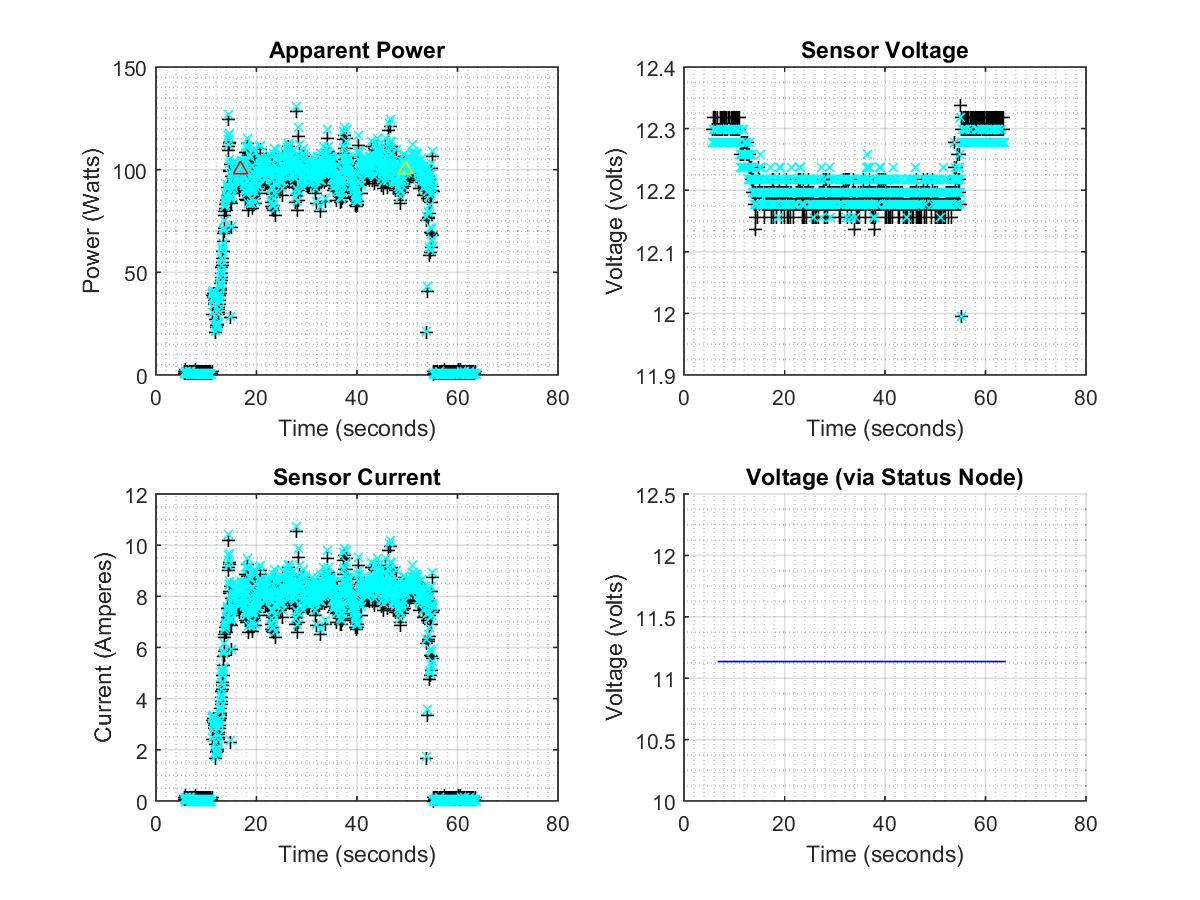 Apparent Power
150
100
50
0
0 20 40 60 80
Power (Watts)
Time (seconds)
Sensor Voltage
12.4
12.3
12.2
12.1
12
11.9
0 20 40 60 80
Voltage (volts)
Time (seconds)
Sensor Current
12
10
8
6
4
2
0
0 20 40 60 80
Current (Amperes)
Time (seconds)
Voltage (via Status Node)
12.5
12
11.5
11
10.5
10
0 20 40 60 80
Voltage (volts)
Time (seconds)